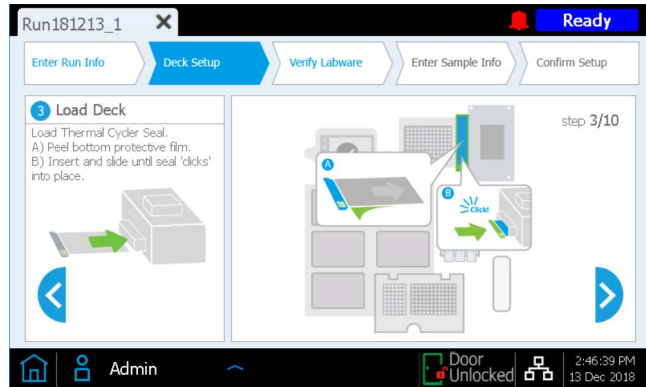 Run181213_1
Ready
Enter Run Info
Deck Setup
Verify Labware
Enter Sample Info
Confirm Setup
3 Load Deck
Load Thermal Cycler Seal.
A) Peel bottom protective film.
B) Insert and slide until seal 'clicks'
into place.
step 3/10
A
B
Click!
Admin
Door
Unlocked
2:46:39 PM
13 Dec 2018